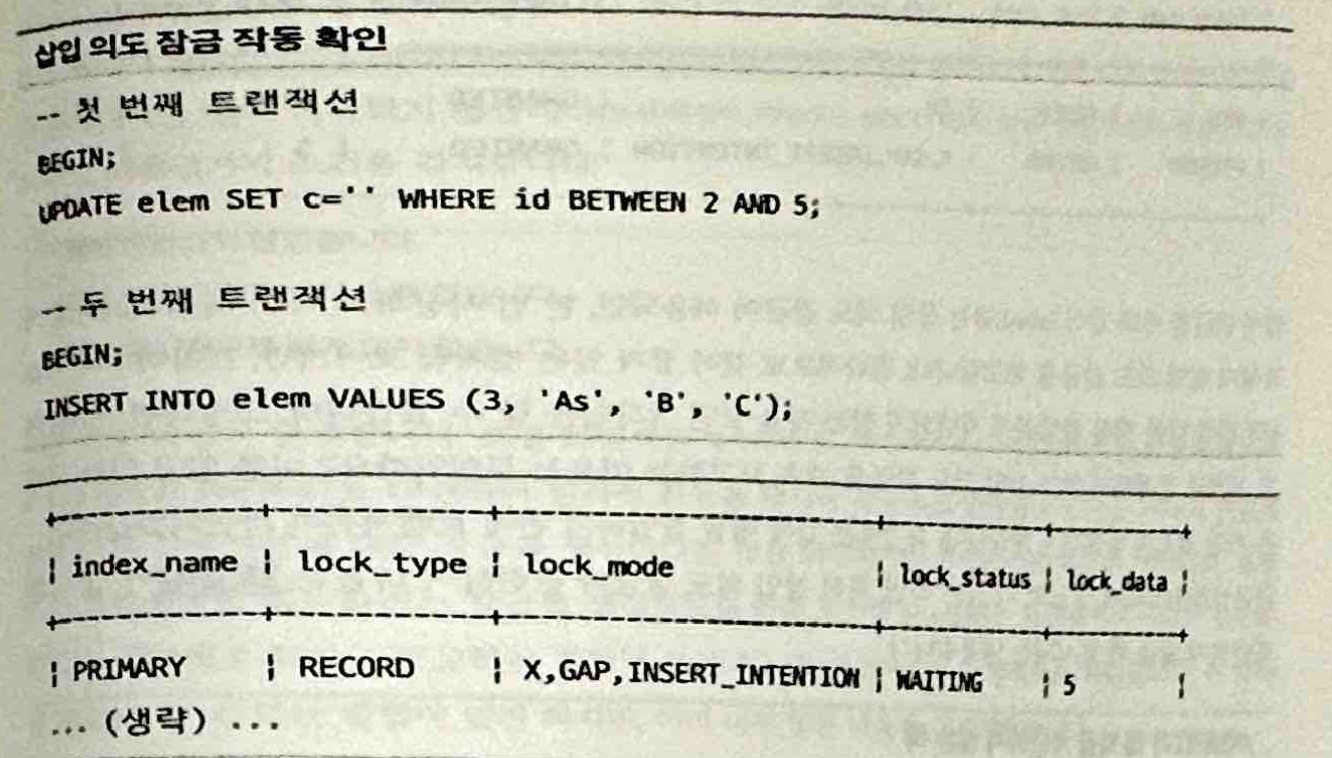 삽입 의도 잠금 작동 확인
-- 첫 번째 트랜잭션
BEGIN;
UPDATE elem SET c='' WHERE id BETWEEN 2 AND 5;
-- 두 번째 트랜잭션
BEGIN;
INSERT INTO elem VALUES (3, 'As', 'B', 'C');
+------------+-----------+------------------------+-------------+-----------+
| index_name | lock_type | lock_mode | lock_status | lock_data |
+------------+-----------+------------------------+-------------+-----------+
| PRIMARY | RECORD | X,GAP,INSERT_INTENTION | WAITING | 5 |
... (생략) ...